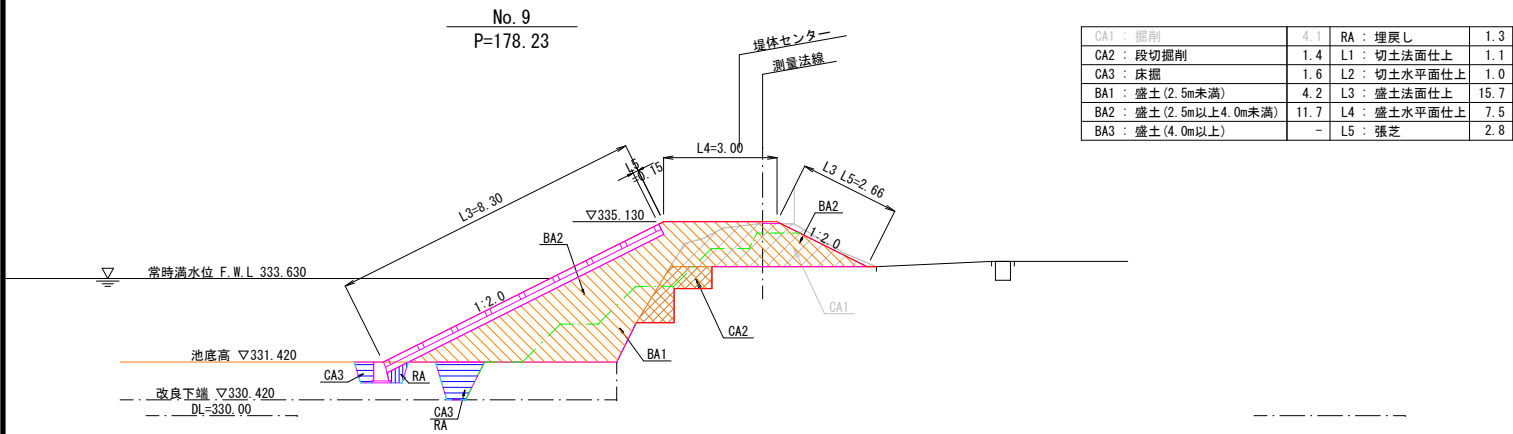 No.9
P=178.23
CA1 : 掘削 4.1 RA : 埋戻し 1.3
CA2 : 段切掘削 1.4 L1 : 切土法面仕上 1.1
CA3 : 床掘 1.6 L2 : 切土水平面仕上 1.0
BA1 : 盛土(2.5m未満) 4.2 L3 : 盛土法面仕上 15.7
BA2 : 盛土(2.5m以上4.0m未満) 11.7 L4 : 盛土水平面仕上 7.5
BA3 : 盛土(4.0m以上) - L5 : 張芝 2.8
堤体センター
測量法線
L4=3.00
L5
=0.15
L3 L5=2.66
L3=8.30
▽335.130
BA2
BA2
1:2.0
常時満水位 F.W.L 333.630
1:2.0
CA1
CA2
池底高 ▽331.420
BA1
CA3
RA
改良下端 ▽330.420
DL=330.00
CA3
RA